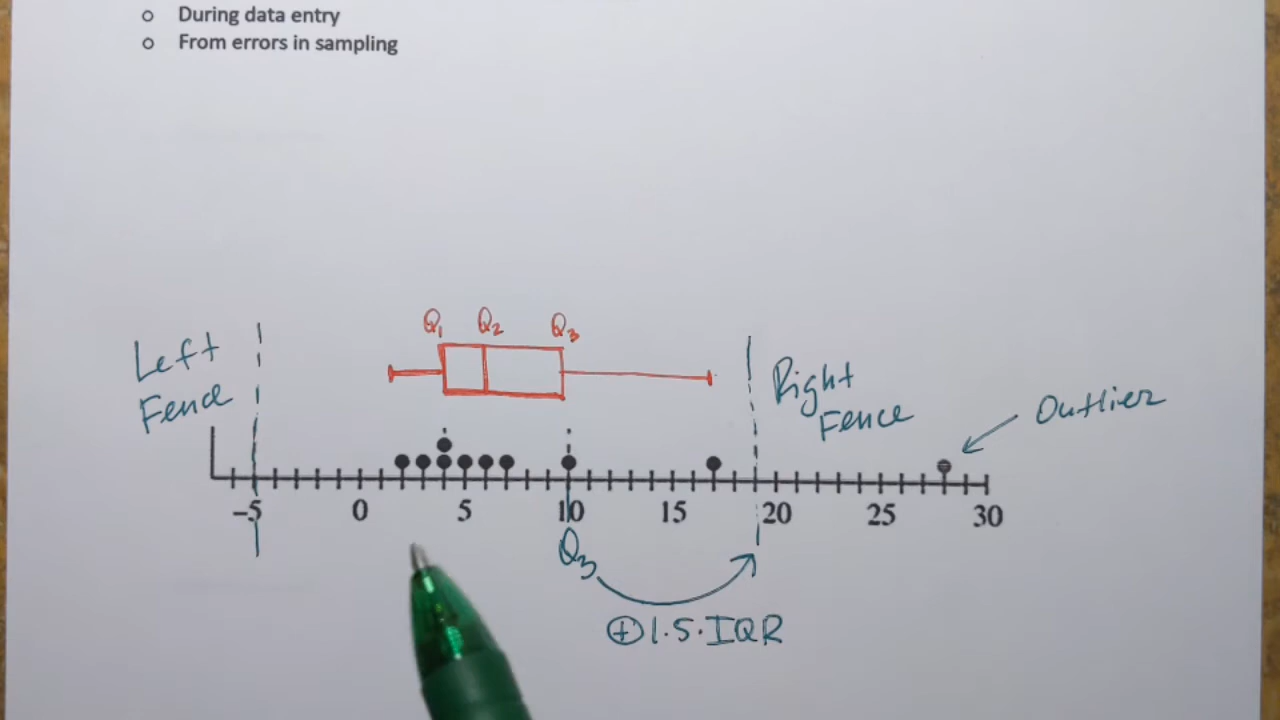 ○ During data entry
○ From errors in sampling
Q₁ Q₂ Q₃
Left
Fence
Right
Fence
Outlier
-5 0 5 10 15 20 25 30
Q₃
⊕1.5·IQR